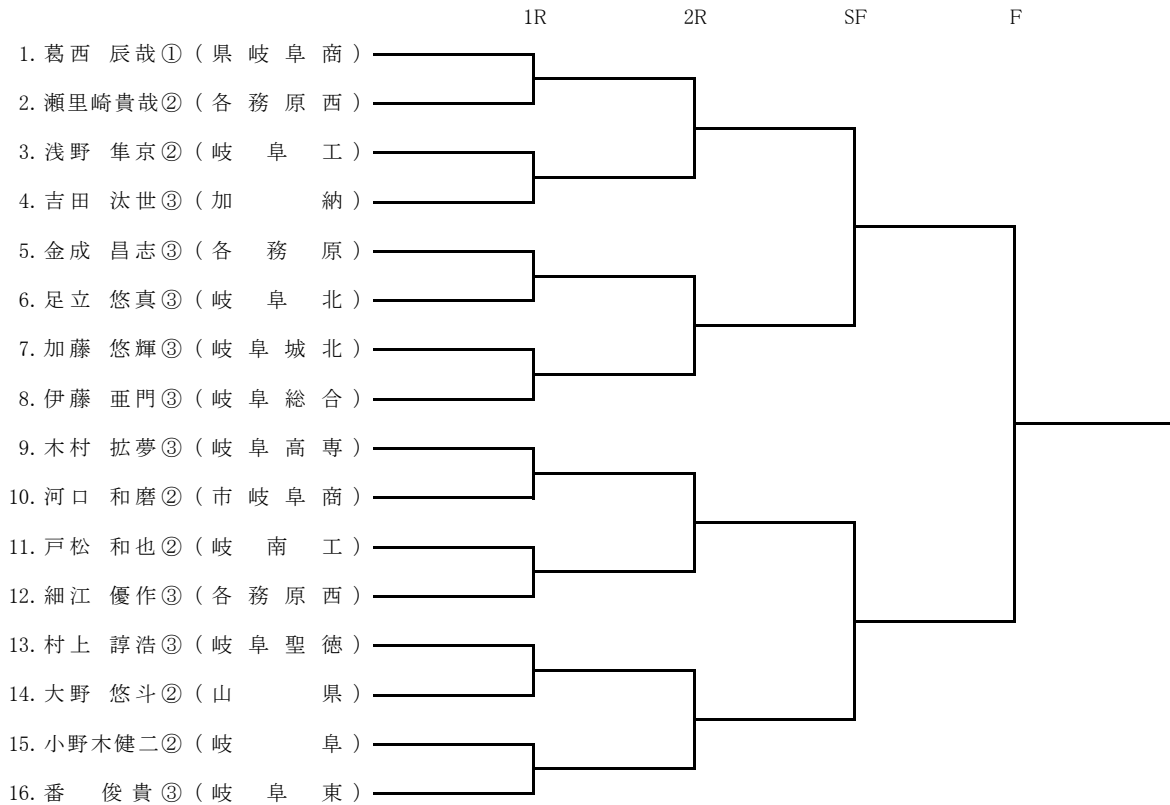 1R 2R SF F
1. 葛西 辰哉① (県岐阜商)
2. 瀬里崎貴哉② (各務原西)
3. 浅野 隼京② (岐阜工)
4. 吉田 汰世③ (加納)
5. 金成 昌志③ (各務原)
6. 足立 悠真③ (岐阜北)
7. 加藤 悠輝③ (岐阜城北)
8. 伊藤 亜門③ (岐阜総合)
9. 木村 拡夢③ (岐阜高専)
10. 河口 和磨② (市岐阜商)
11. 戸松 和也② (岐南工)
12. 細江 優作③ (各務原西)
13. 村上 諄浩③ (岐阜聖徳)
14. 大野 悠斗② (山県)
15. 小野木健二② (岐阜)
16. 番 俊貴③ (岐阜東)